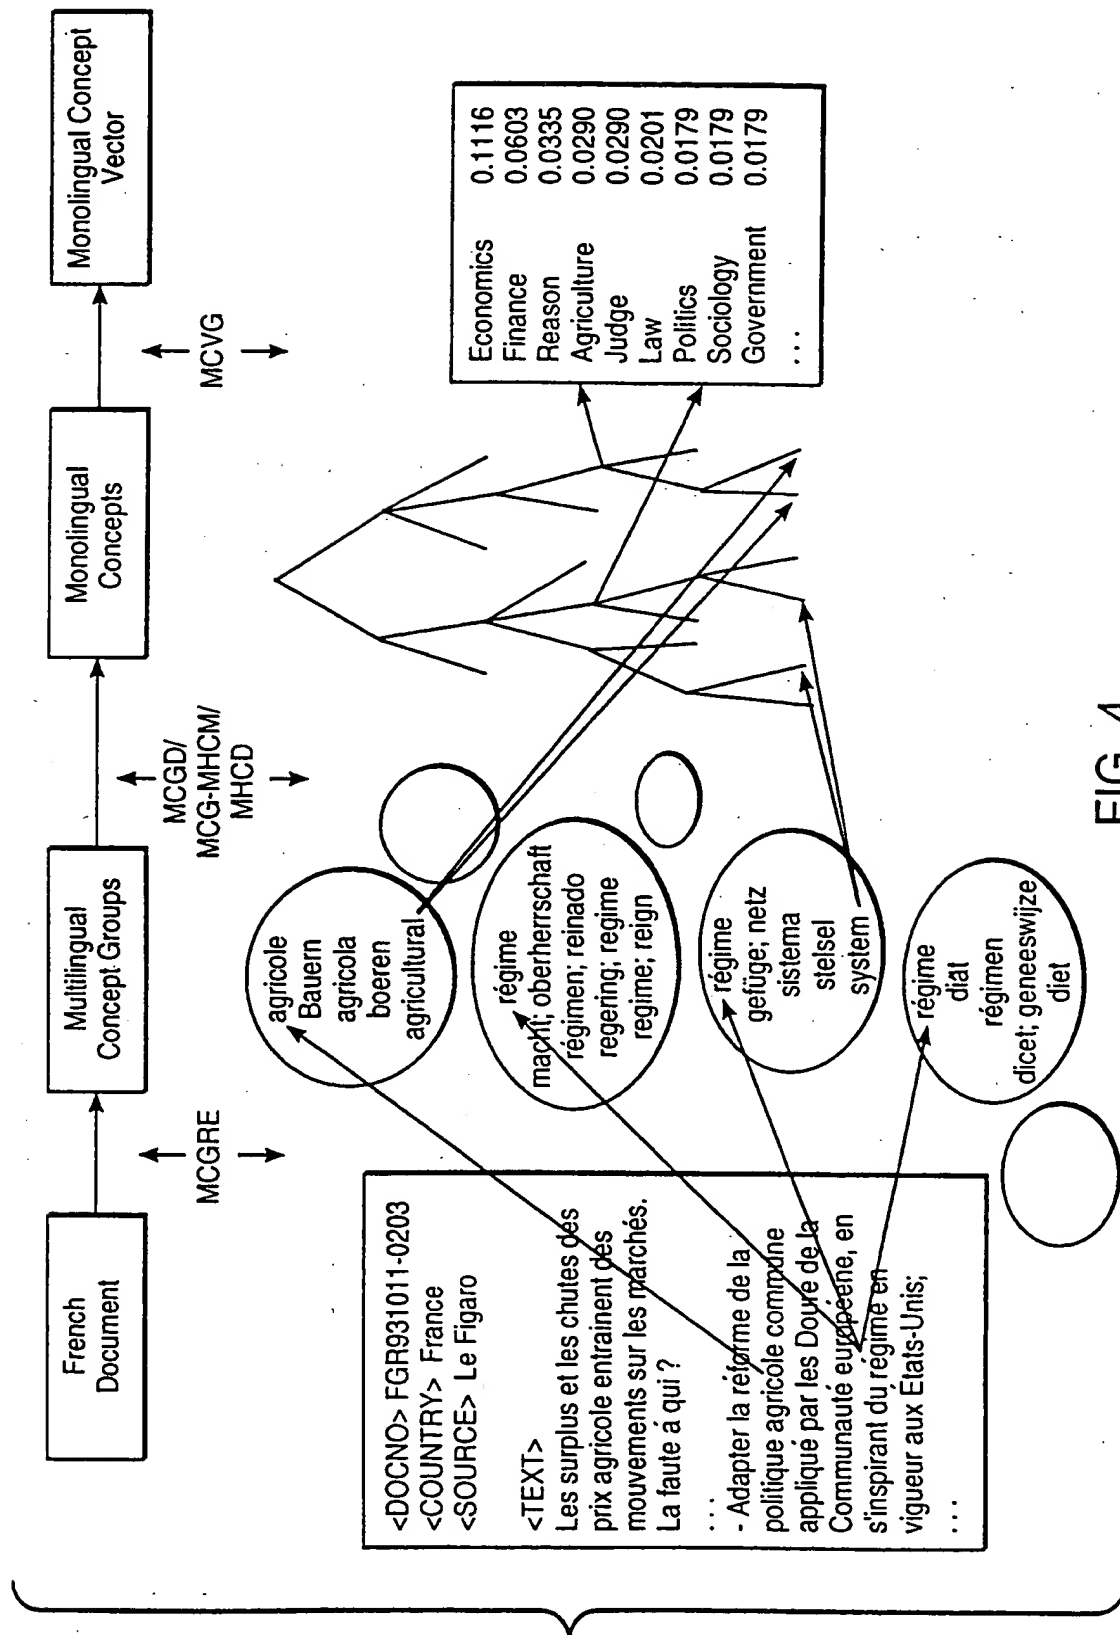 French
Document
Multilingual
Concept Groups
Monolingual
Concepts
Monolingual Concept
Vector
MCGRE
MCGD/
MCG-MHCM/
MHCD
MCVG
<DOCNO> FGR931011-0203
<COUNTRY> France
<SOURCE> Le Figaro
<TEXT>
Les surplus et les chutes des
prix agricole entrainent des
mouvements sur les marchés.
La faute á qui ?
...
- Adapter la réforme de la
politique agricole commune
appliqué par les Doure de la
Communauté européene, en
s'inspirant du régime en
vigueur aux Etats-Unis;
...
agricole
Bauern
agricola
boeren
agricultural
régime
macht; oberherrschaft
régimen; reinado
regering; regime
regime; reign
régime
gefüge; netz
sistema
stelsel
system
régime
diät
régimen
dicet; geneeswijze
diet
Economics 0.1116
Finance 0.0603
Reason 0.0335
Agriculture 0.0290
Judge 0.0290
Law 0.0201
Politics 0.0179
Sociology 0.0179
Government 0.0179
...
FIG. 4